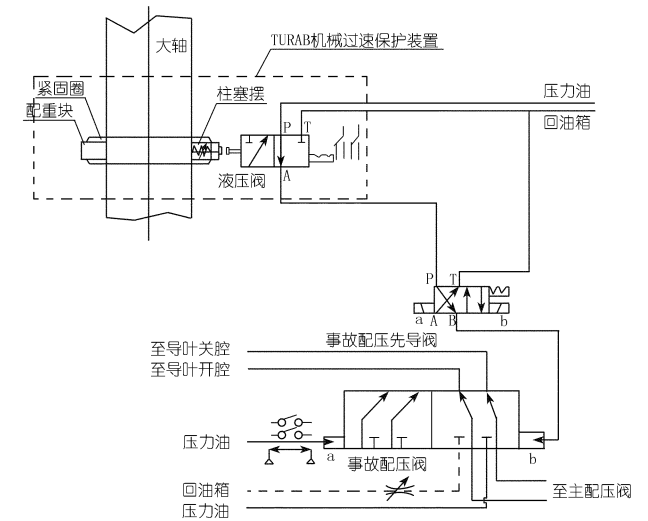 大轴
TURAB机械过速保护装置
紧固圈
配重块
柱塞摆
压力油
回油箱
P T
液压阀
A
P T
a A B b
事故配压先导阀
至导叶关腔
至导叶开腔
压力油
a
事故配压阀
b
回油箱
压力油
至主配压阀